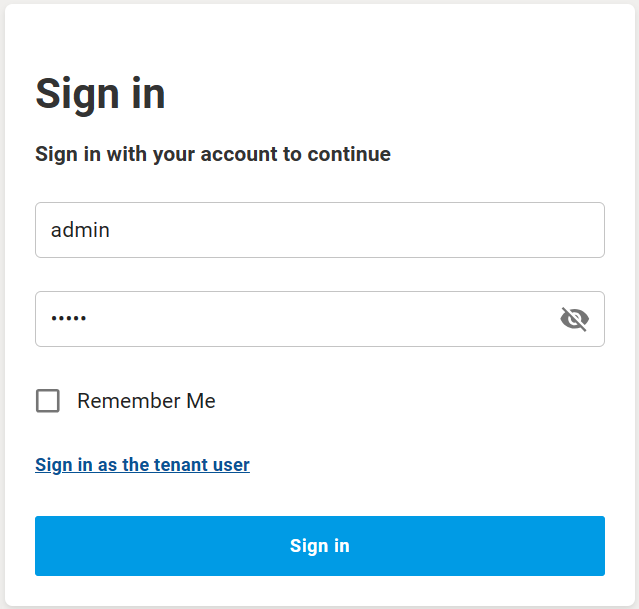 Sign in
Sign in with your account to continue
admin
•••••
Remember Me
Sign in as the tenant user
Sign in